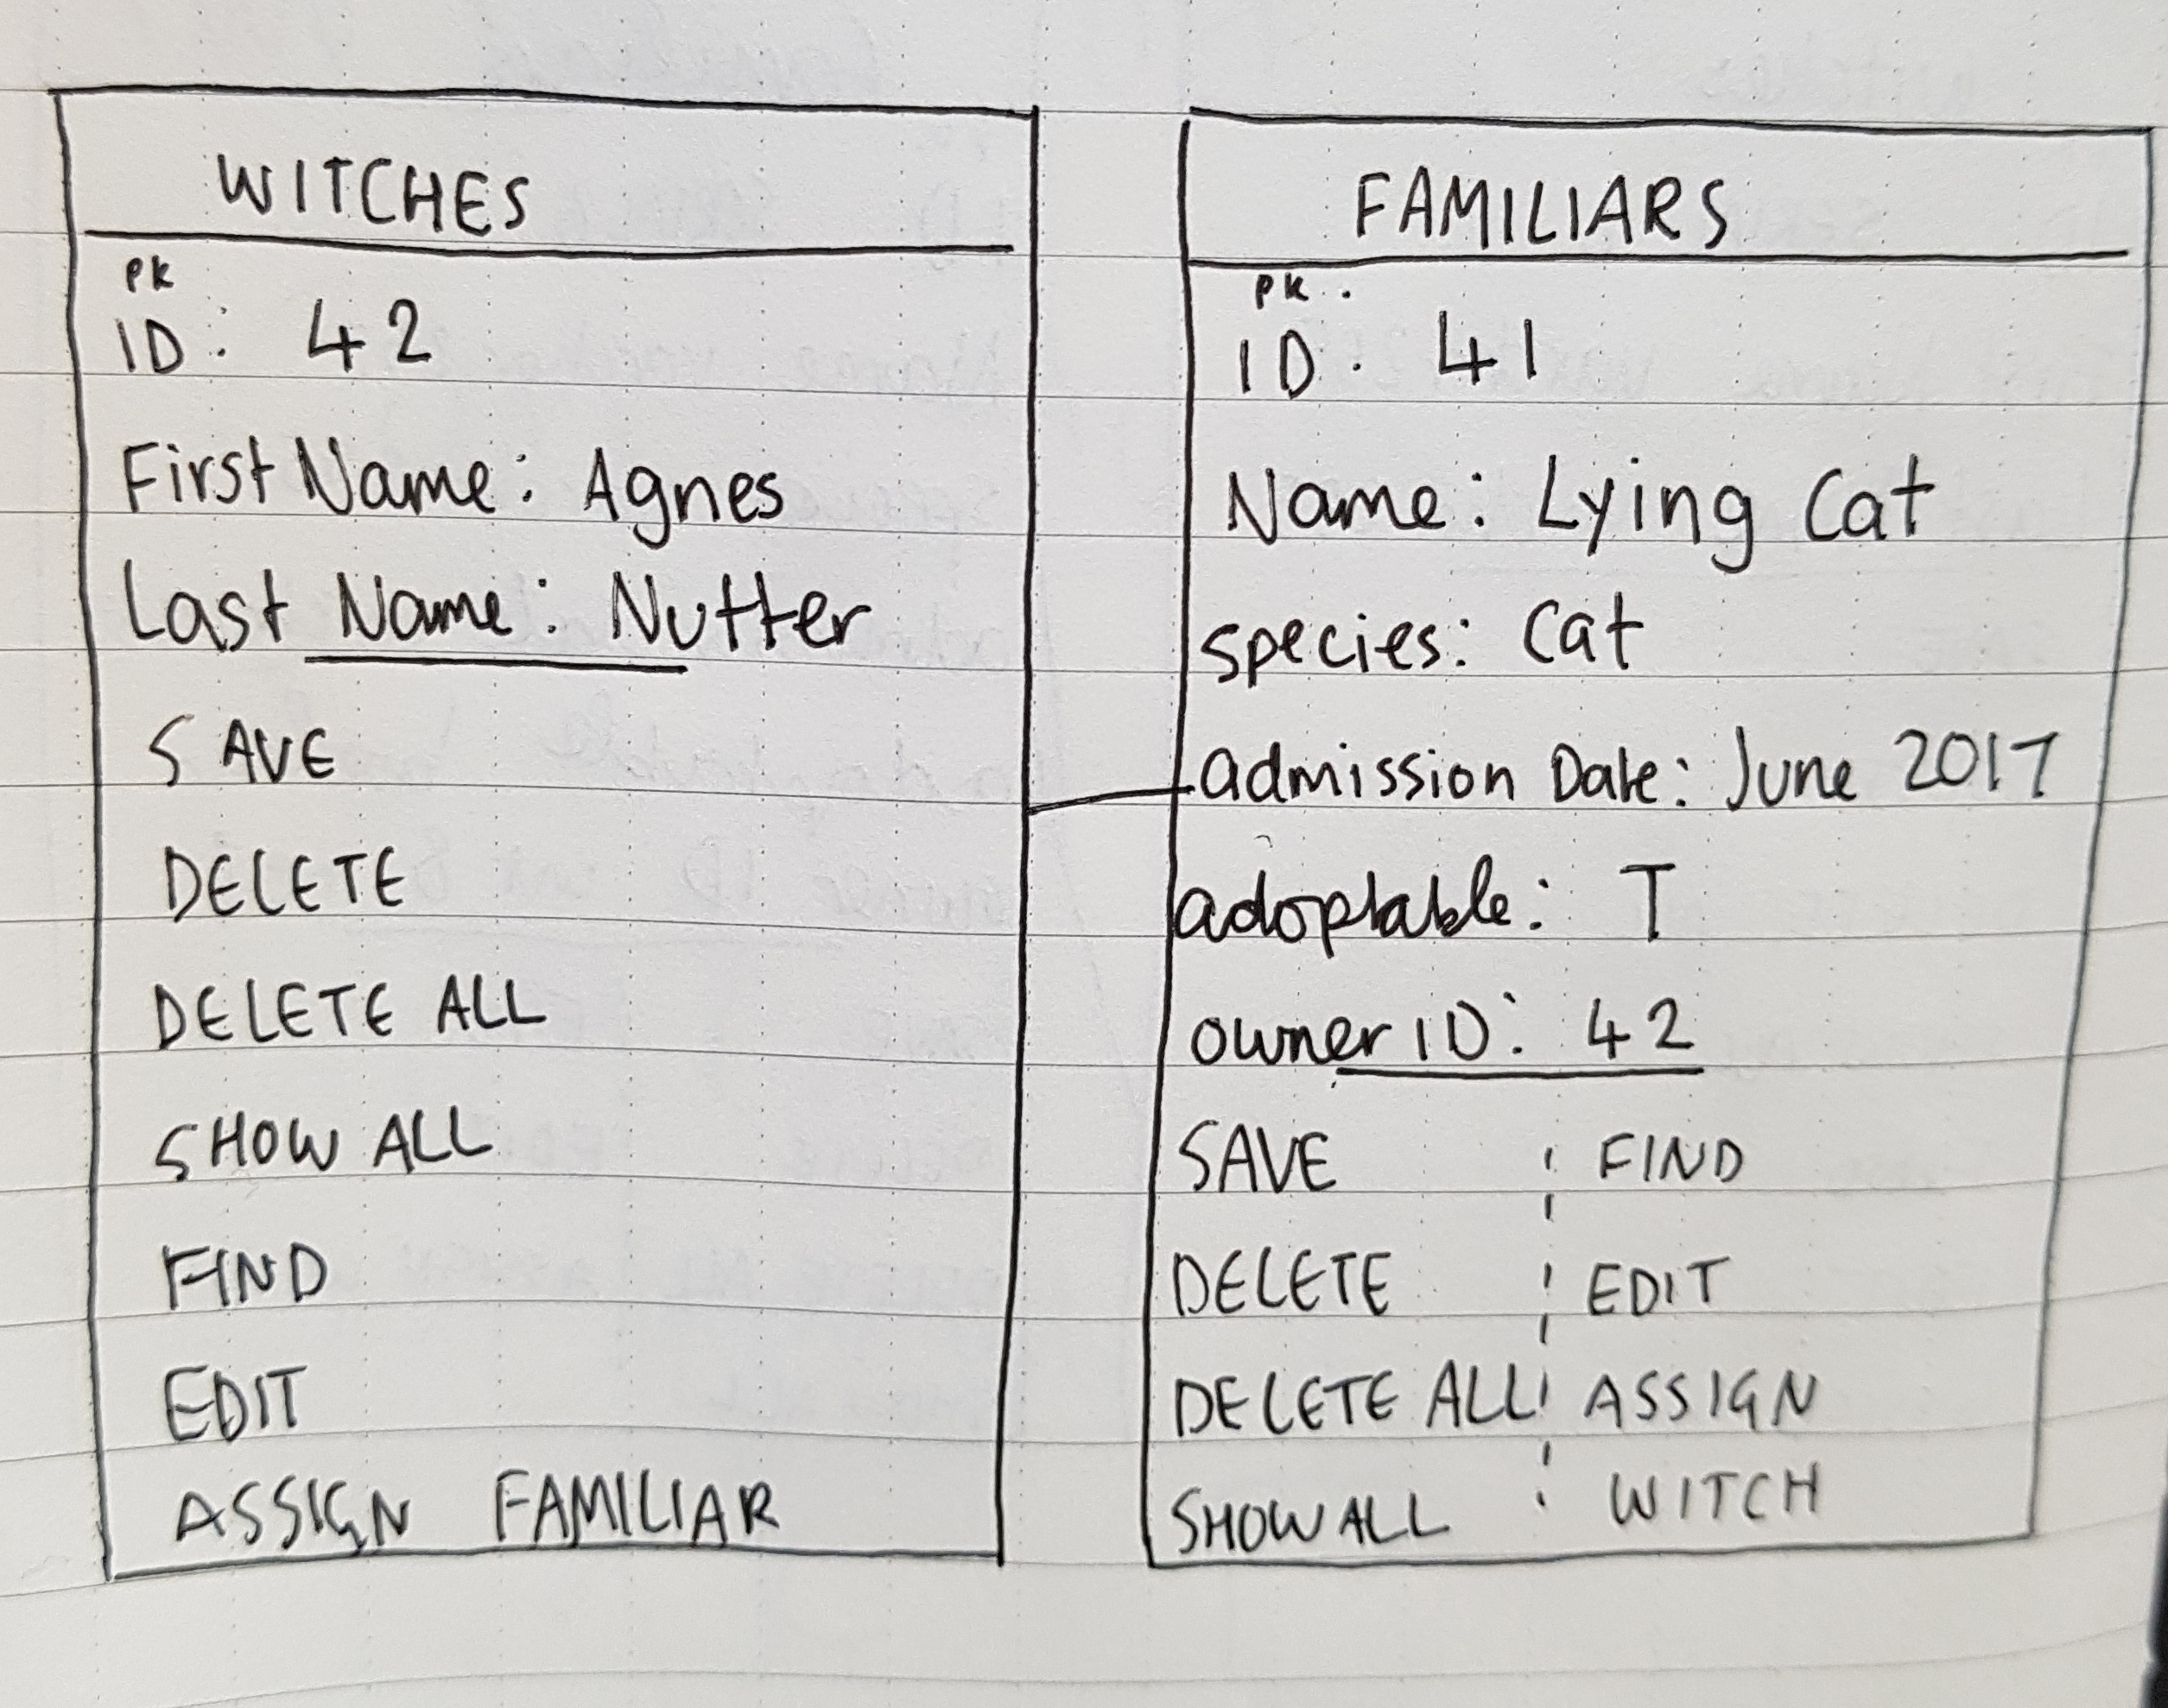 WITCHES
PK
ID: 42
First Name: Agnes
Last Name: Nutter
SAVE
DELETE
DELETE ALL
SHOW ALL
FIND
EDIT
ASSIGN FAMILIAR
FAMILIARS
PK.
ID. 41
Name: Lying Cat
species: Cat
admission Date: June 2017
adoptable: T
owner ID: 42
SAVE
DELETE
DELETE ALL
SHOW ALL
FIND
EDIT
ASSIGN
WITCH